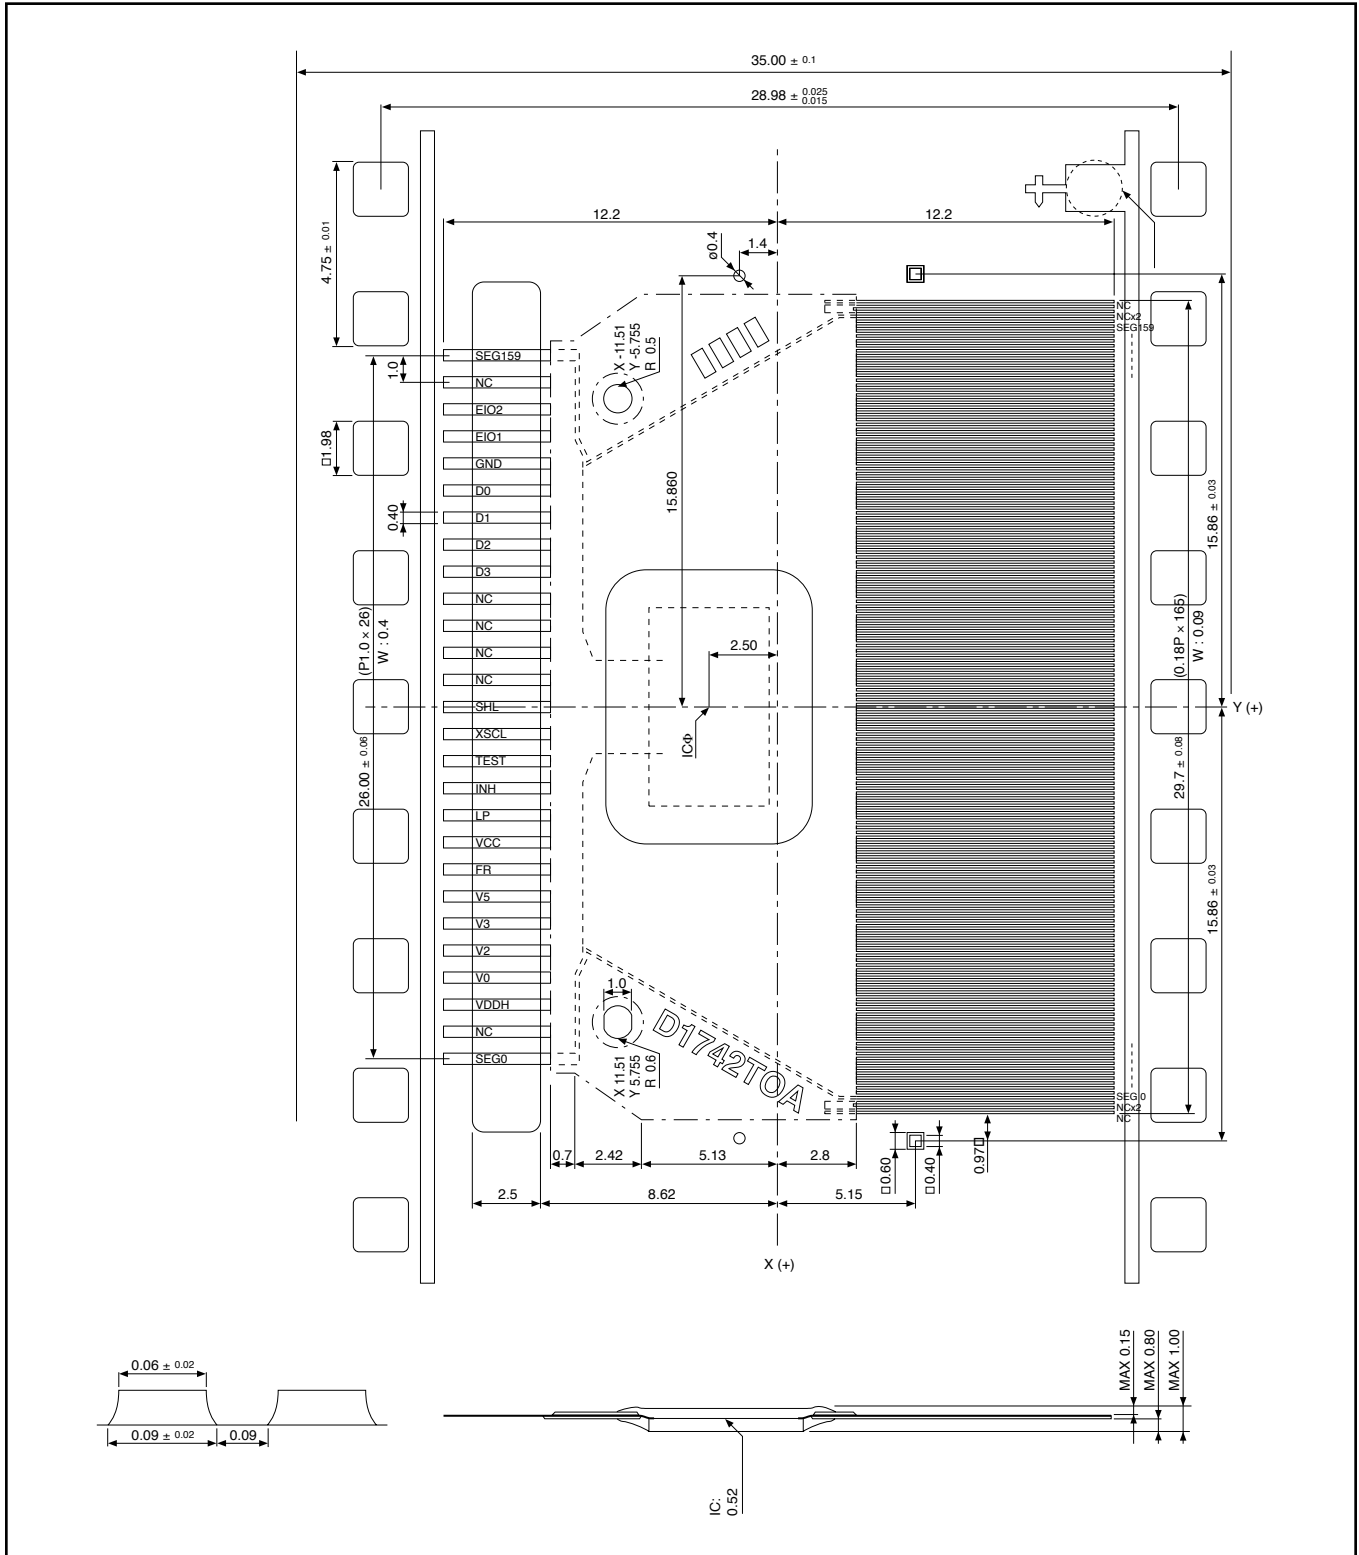 35.00 ± 0.1
28.98 ± 0.025 0.015
12.2
12.2
4.75 ± 0.01
ø0.4
1.4
NC
NCx2
SEG159
X -11.51
Y -5.755
R 0.5
SEG159
1.0
NC
EIO2
EIO1
□1.98
GND
D0
15.860
15.86 ± 0.03
0.40
D1
D2
D3
NC
(P1.0 × 26)
W : 0.4
NC
2.50
(0.18P × 165)
W : 0.09
NC
NC
SHL
Y (+)
XSCL
ICΦ
26.00 ± 0.06
TEST
29.7 ± 0.08
INH
LP
VCC
FR
V5
15.86 ± 0.03
V3
V2
V0
1.0
VDDH
D1742TOA
NC
SEG0
X 11.51
Y 5.755
R 0.6
SEG 0
NCx2
NC
0.7
2.42
5.13
2.8
□0.60
□0.40
0.97□
2.5
8.62
5.15
X (+)
MAX 0.15
MAX 0.80
MAX 1.00
0.06 ± 0.02
0.09 ± 0.02
0.09
IC:
0.52